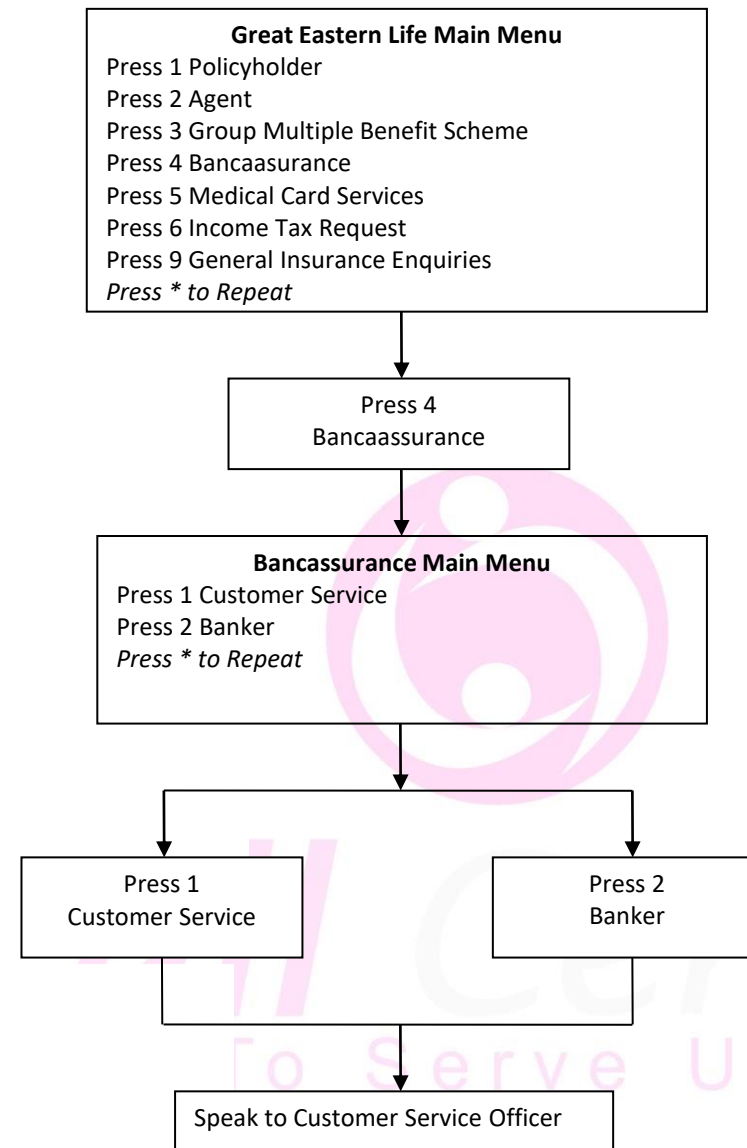 Great Eastern Life Main Menu
Press 1 Policyholder
Press 2 Agent
Press 3 Group Multiple Benefit Scheme
Press 4 Bancaasurance
Press 5 Medical Card Services
Press 6 Income Tax Request
Press 9 General Insurance Enquiries
Press * to Repeat
Press 4
Bancaassurance
Bancassurance Main Menu
Press 1 Customer Service
Press 2 Banker
Press * to Repeat
Press 1
Customer Service
Press 2
Banker
To Serve U
Speak to Customer Service Officer